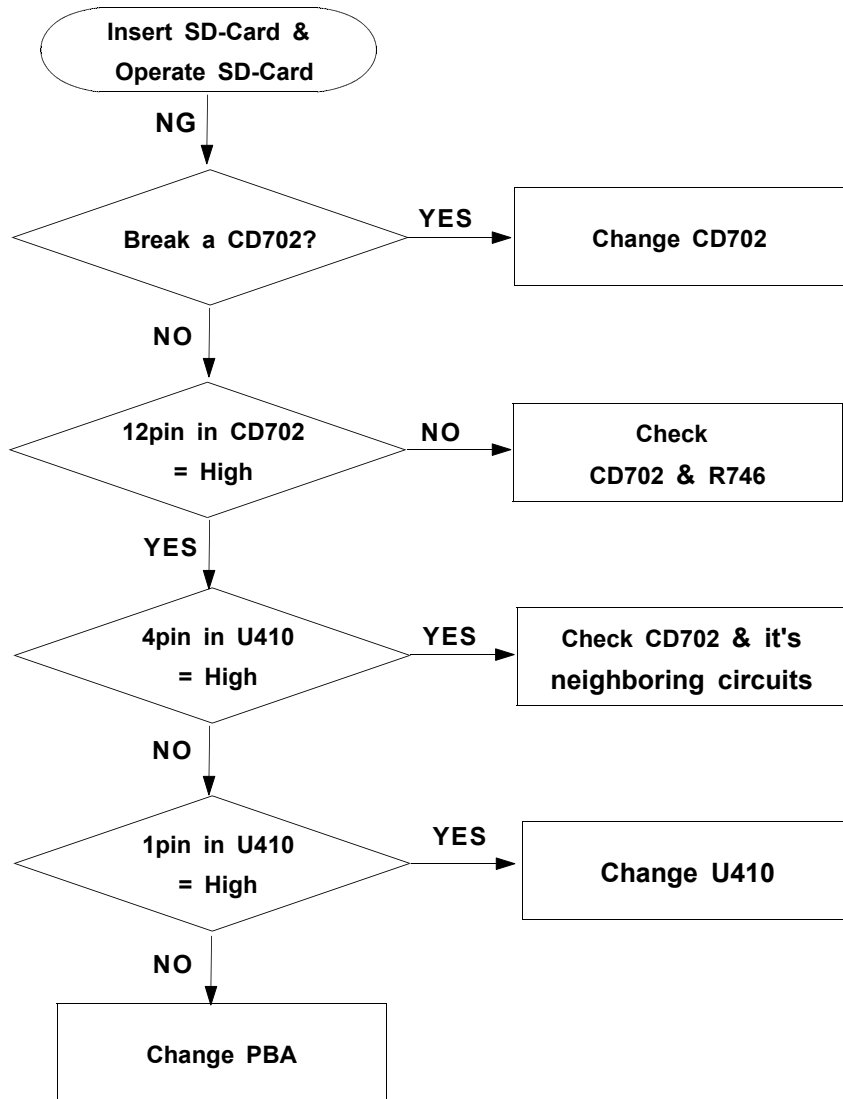 Insert SD-Card &
Operate SD-Card
NG
Break a CD702?
YES
Change CD702
NO
12pin in CD702
= High
NO
Check
CD702 & R746
YES
4pin in U410
= High
YES
Check CD702 & it's
neighboring circuits
NO
1pin in U410
= High
YES
Change U410
NO
Change PBA